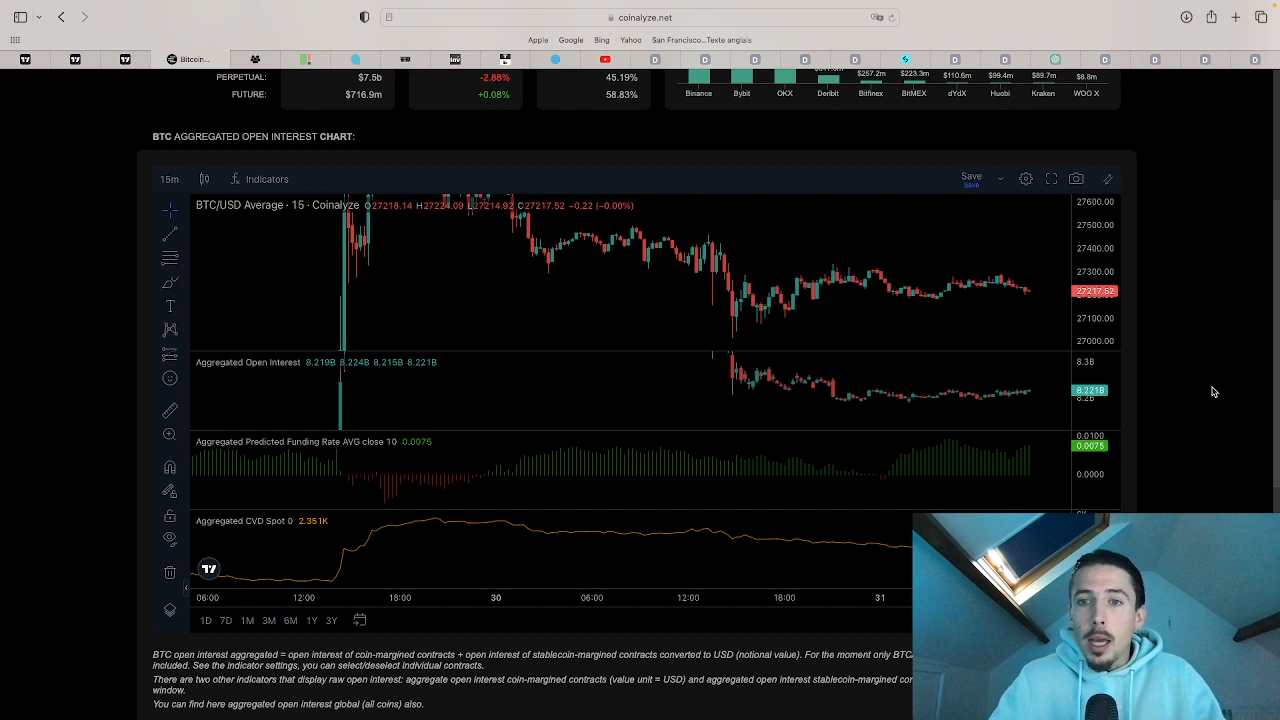 coinalyze.net
Apple Google Bing Yahoo San Francisco...Texte anglais
Bitcoin...
PERPETUAL: $7.5b -2.88% 45.19%
$257.2m $223.3m $110.6m $99.4m $89.7m $8.8m
FUTURE: $716.9m +0.08% 58.83%
Binance Bybit OKX Deribit Bitfinex BitMEX dYdX Huobi Kraken WOO X
BTC AGGREGATED OPEN INTEREST CHART:
15m Indicators Save
Save
BTC/USD Average · 15 · Coinalyze O27218.14 H27224.09 L27214.92 C27217.52 −0.22 (−0.00%)
27600.00
27500.00
27400.00
27300.00
27217.52
27100.00
27000.00
Aggregated Open Interest 8.219B 8.224B 8.215B 8.221B
8.3B
8.221B
8.2B
Aggregated Predicted Funding Rate AVG close 10 0.0075
0.0100
0.0075
0.0000
Aggregated CVD Spot 0 2.351K
06:00 12:00 18:00 30 06:00 12:00 18:00 31
1D 7D 1M 3M 6M 1Y 3Y
BTC open interest aggregated = open interest of coin-margined contracts + open interest of stablecoin-margined contracts converted to USD (notional value). For the moment only BTC/
included. See the indicator settings, you can select/deselect individual contracts.
There are two other indicators that display raw open interest: aggregate open interest coin-margined contracts (value unit = USD) and aggregated open interest stablecoin-margined con
window.
You can find here aggregated open interest global (all coins) also.